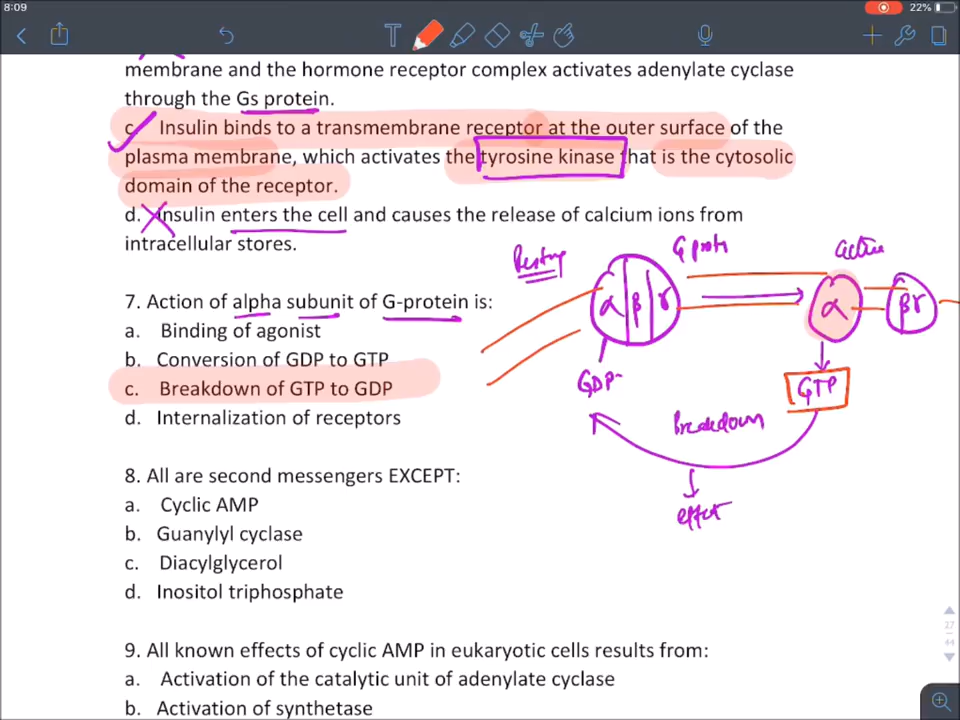 8:09
22%
T
membrane and the hormone receptor complex activates adenylate cyclase
through the Gs protein.
c. Insulin binds to a transmembrane receptor at the outer surface of the
plasma membrane, which activates the tyrosine kinase that is the cytosolic
domain of the receptor.
d. Insulin enters the cell and causes the release of calcium ions from
intracellular stores.
Resting
G prot
active
7. Action of alpha subunit of G-protein is:
α β γ
α
βγ
a. Binding of agonist
b. Conversion of GDP to GTP
c. Breakdown of GTP to GDP
d. Internalization of receptors
GDP
GTP
Breakdown
effect
8. All are second messengers EXCEPT:
a. Cyclic AMP
b. Guanylyl cyclase
c. Diacylglycerol
d. Inositol triphosphate
27
44
9. All known effects of cyclic AMP in eukaryotic cells results from:
a. Activation of the catalytic unit of adenylate cyclase
b. Activation of synthetase